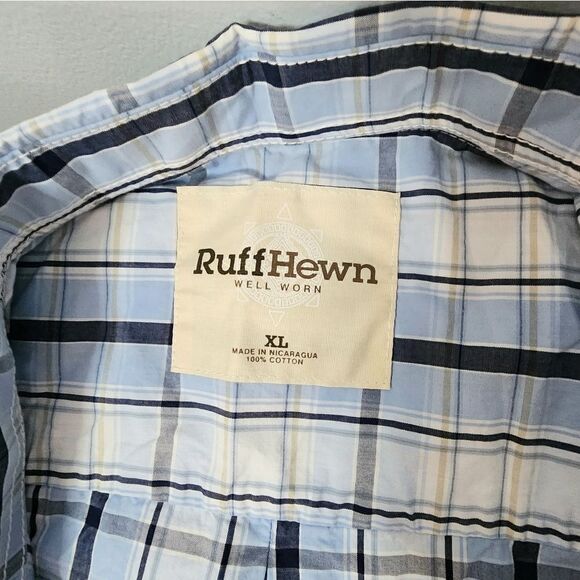 RuffHewn
WELL WORN
XL
MADE IN NICARAGUA
100% COTTON